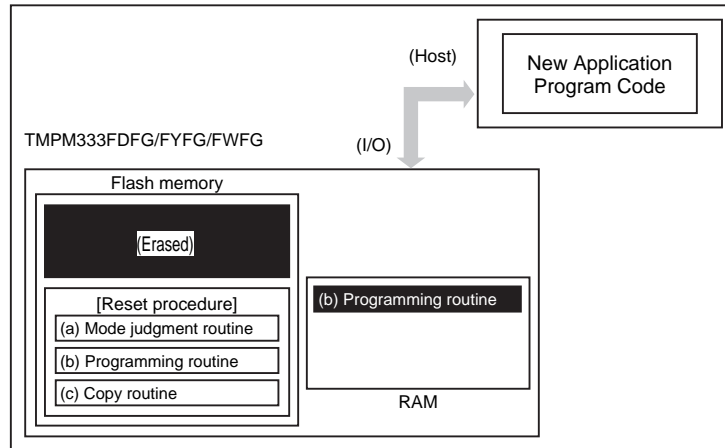 (Host)
New Application
Program Code
TMPM333FDFG/FYFG/FWFG
(I/O)
Flash memory
(Erased)
[Reset procedure]
(a) Mode judgment routine
(b) Programming routine
(c) Copy routine
(b) Programming routine
RAM